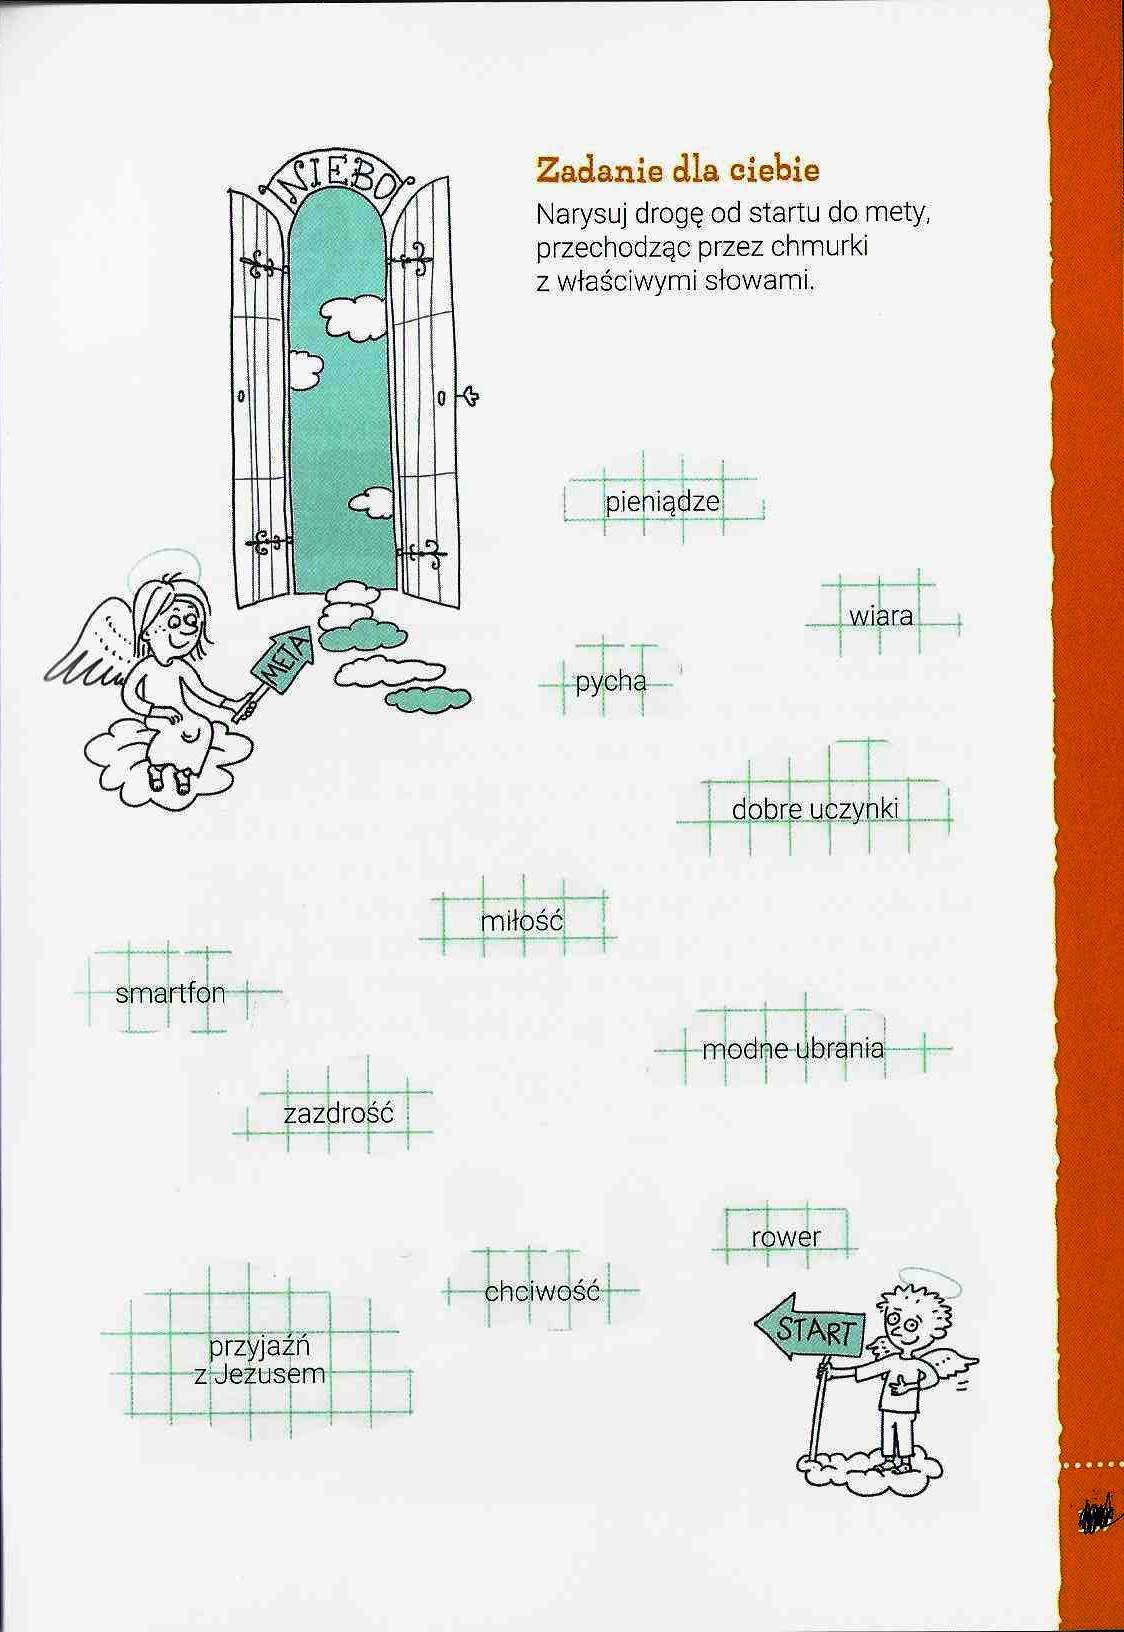 NIEBO
Zadanie dla ciebie
Narysuj drogę od startu do mety,
przechodząc przez chmurki
z właściwymi słowami.
pieniądze
wiara
META
pycha
dobre uczynki
miłość
smartfon
modne ubrania
zazdrość
rower
chciwość
START
przyjaźń
z Jezusem